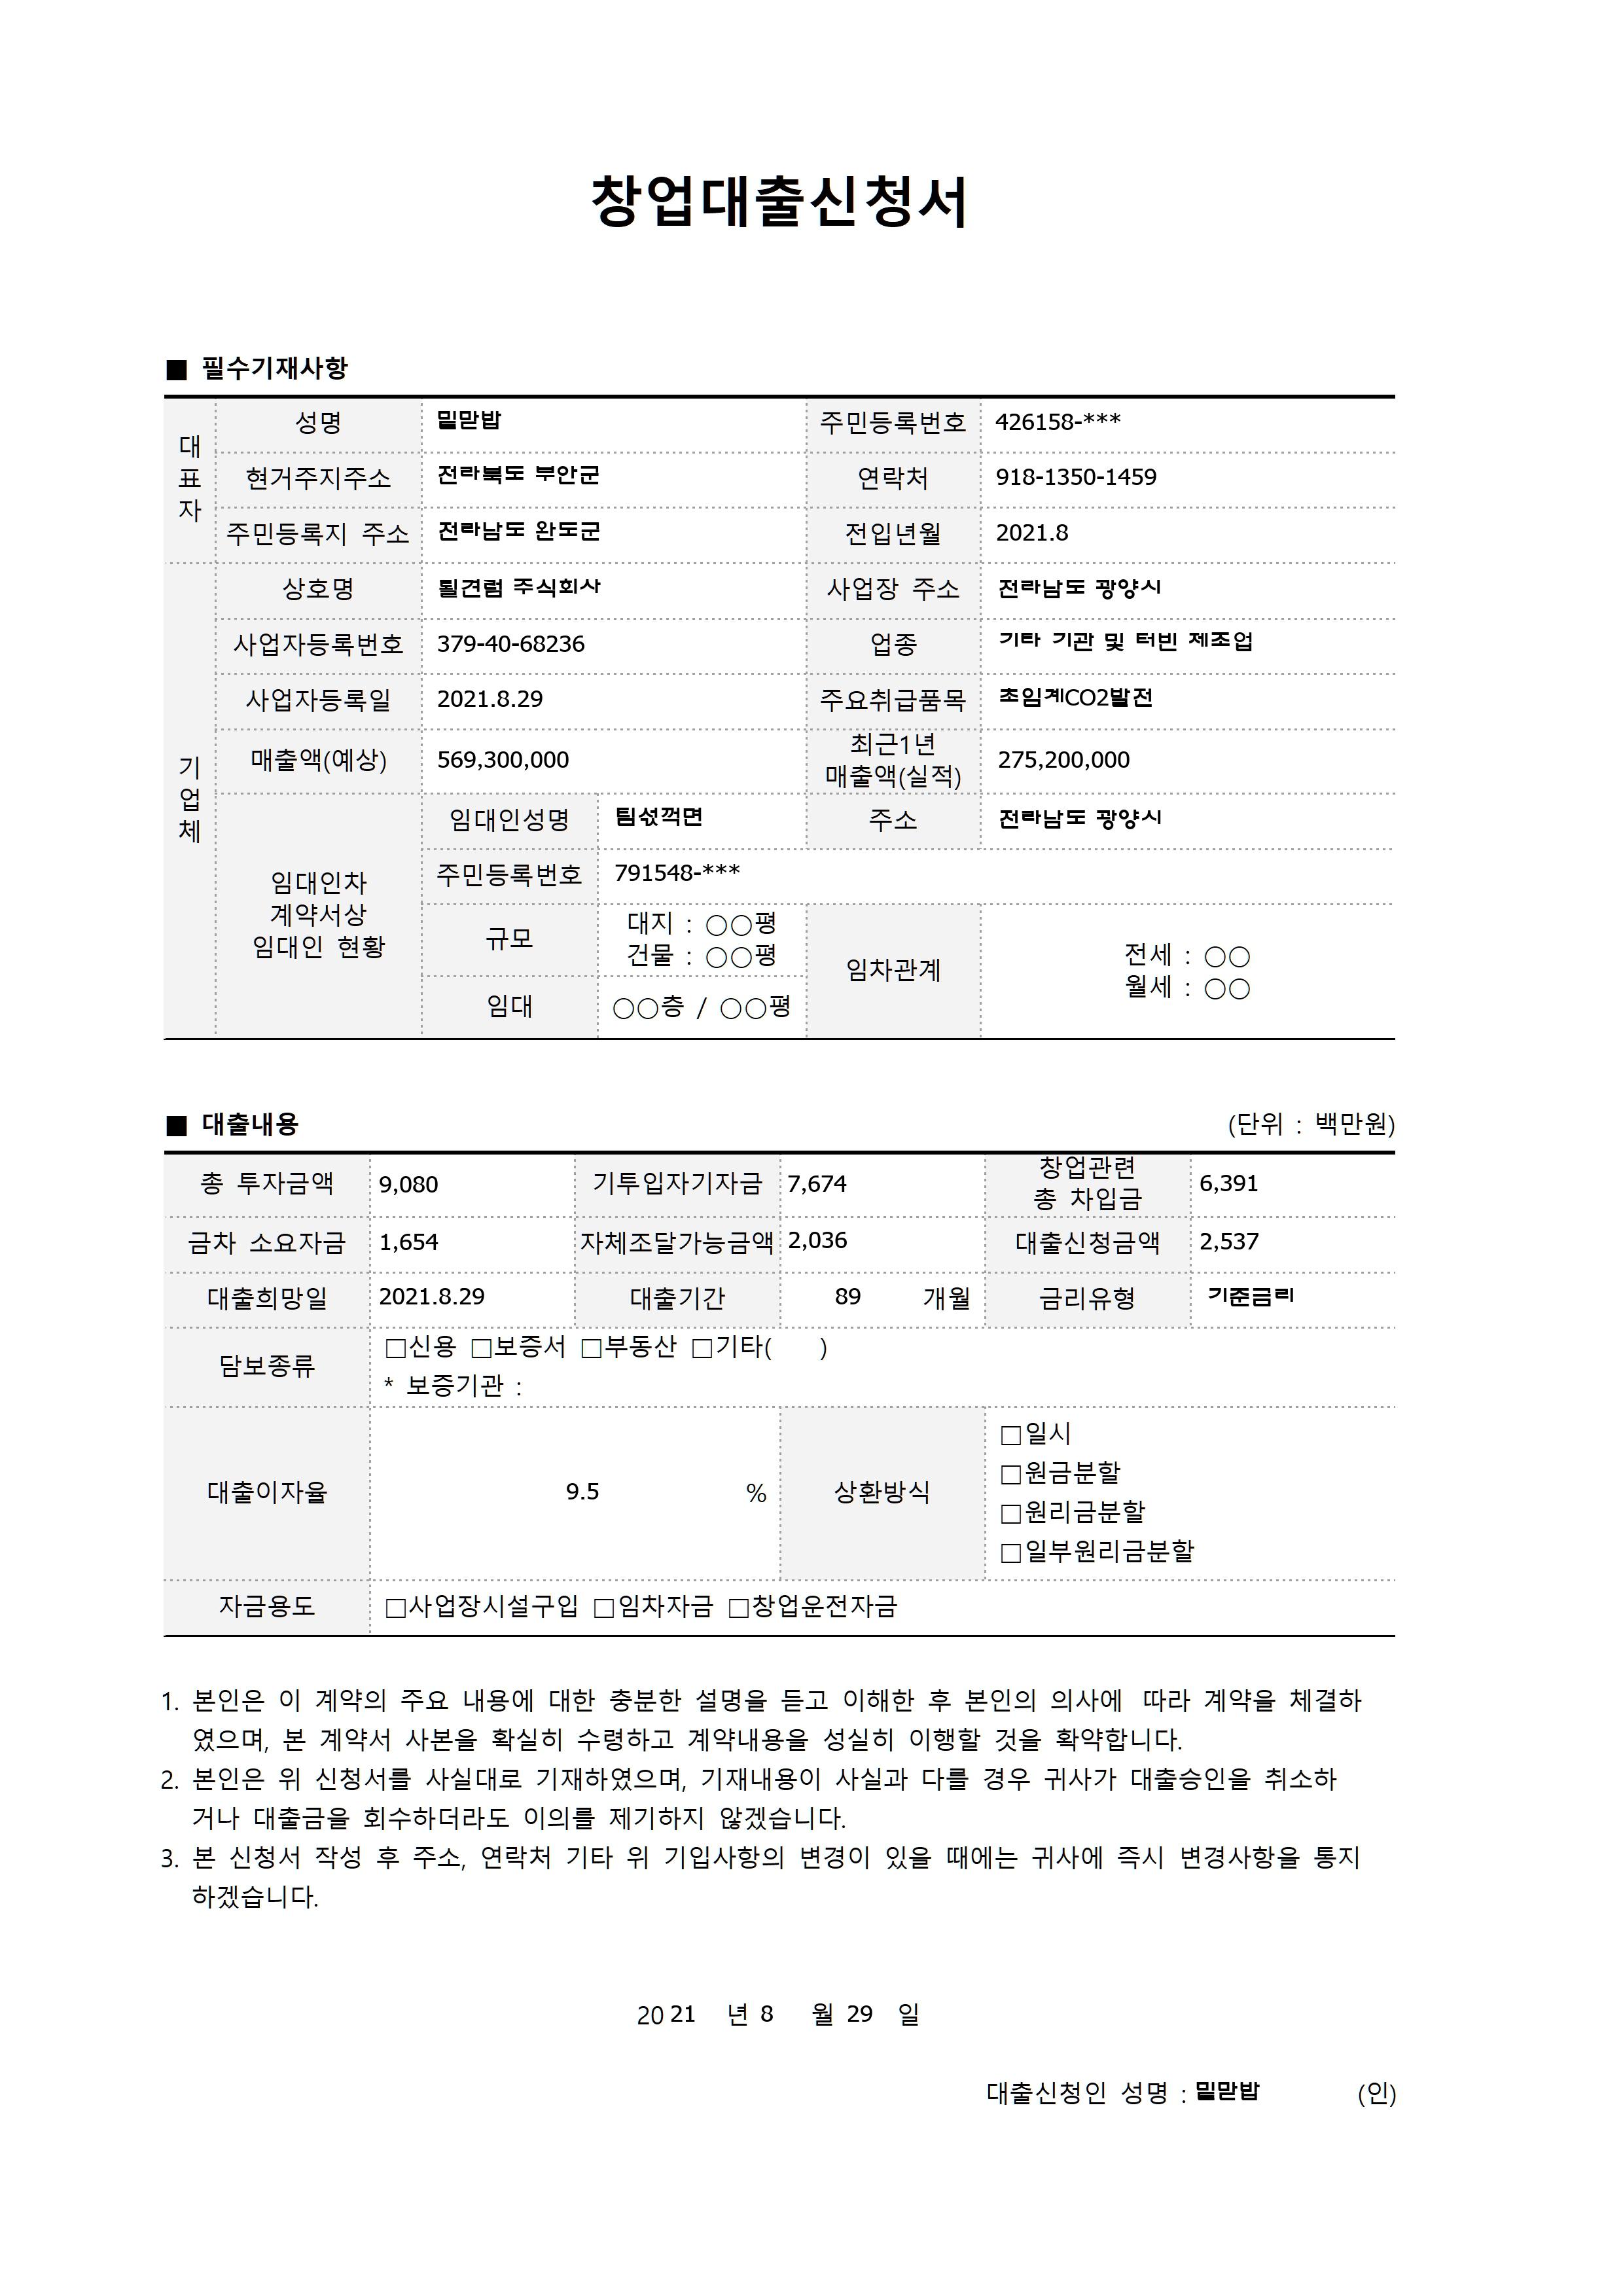 창업대출신청서
■ 필수기재사항
대표자
성명 밑맏밥 주민등록번호 426158-***
현거주지주소 전라북도 부안군 연락처 918-1350-1459
주민등록지 주소 전라남도 완도군 전입년월 2021.8
기업체
상호명 될견럼 주식회사 사업장 주소 전라남도 광양시
사업자등록번호 379-40-68236 업종 기타 기관 및 터빈 제조업
사업자등록일 2021.8.29 주요취급품목 초임계CO2발전
매출액(예상) 569,300,000 최근1년 매출액(실적) 275,200,000
임대인차
계약서상
임대인 현황
임대인성명 팀섟꺽면 주소 전라남도 광양시
주민등록번호 791548-***
규모 대지 : ○○평
건물 : ○○평
임대 ○○층 / ○○평
임차관계 전세 : ○○
월세 : ○○
■ 대출내용 (단위 : 백만원)
총 투자금액 9,080 기투입자기자금 7,674 창업관련 총 차입금 6,391
금차 소요자금 1,654 자체조달가능금액 2,036 대출신청금액 2,537
대출희망일 2021.8.29 대출기간 89 개월 금리유형 기준금리
담보종류 □신용 □보증서 □부동산 □기타( )
* 보증기관 :
대출이자율 9.5 % 상환방식
□일시
□원금분할
□원리금분할
□일부원리금분할
자금용도 □사업장시설구입 □임차자금 □창업운전자금
1. 본인은 이 계약의 주요 내용에 대한 충분한 설명을 듣고 이해한 후 본인의 의사에 따라 계약을 체결하
였으며, 본 계약서 사본을 확실히 수령하고 계약내용을 성실히 이행할 것을 확약합니다.
2. 본인은 위 신청서를 사실대로 기재하였으며, 기재내용이 사실과 다를 경우 귀사가 대출승인을 취소하
거나 대출금을 회수하더라도 이의를 제기하지 않겠습니다.
3. 본 신청서 작성 후 주소, 연락처 기타 위 기입사항의 변경이 있을 때에는 귀사에 즉시 변경사항을 통지
하겠습니다.
20 21 년 8 월 29 일
대출신청인 성명 : 밑맏밥 (인)